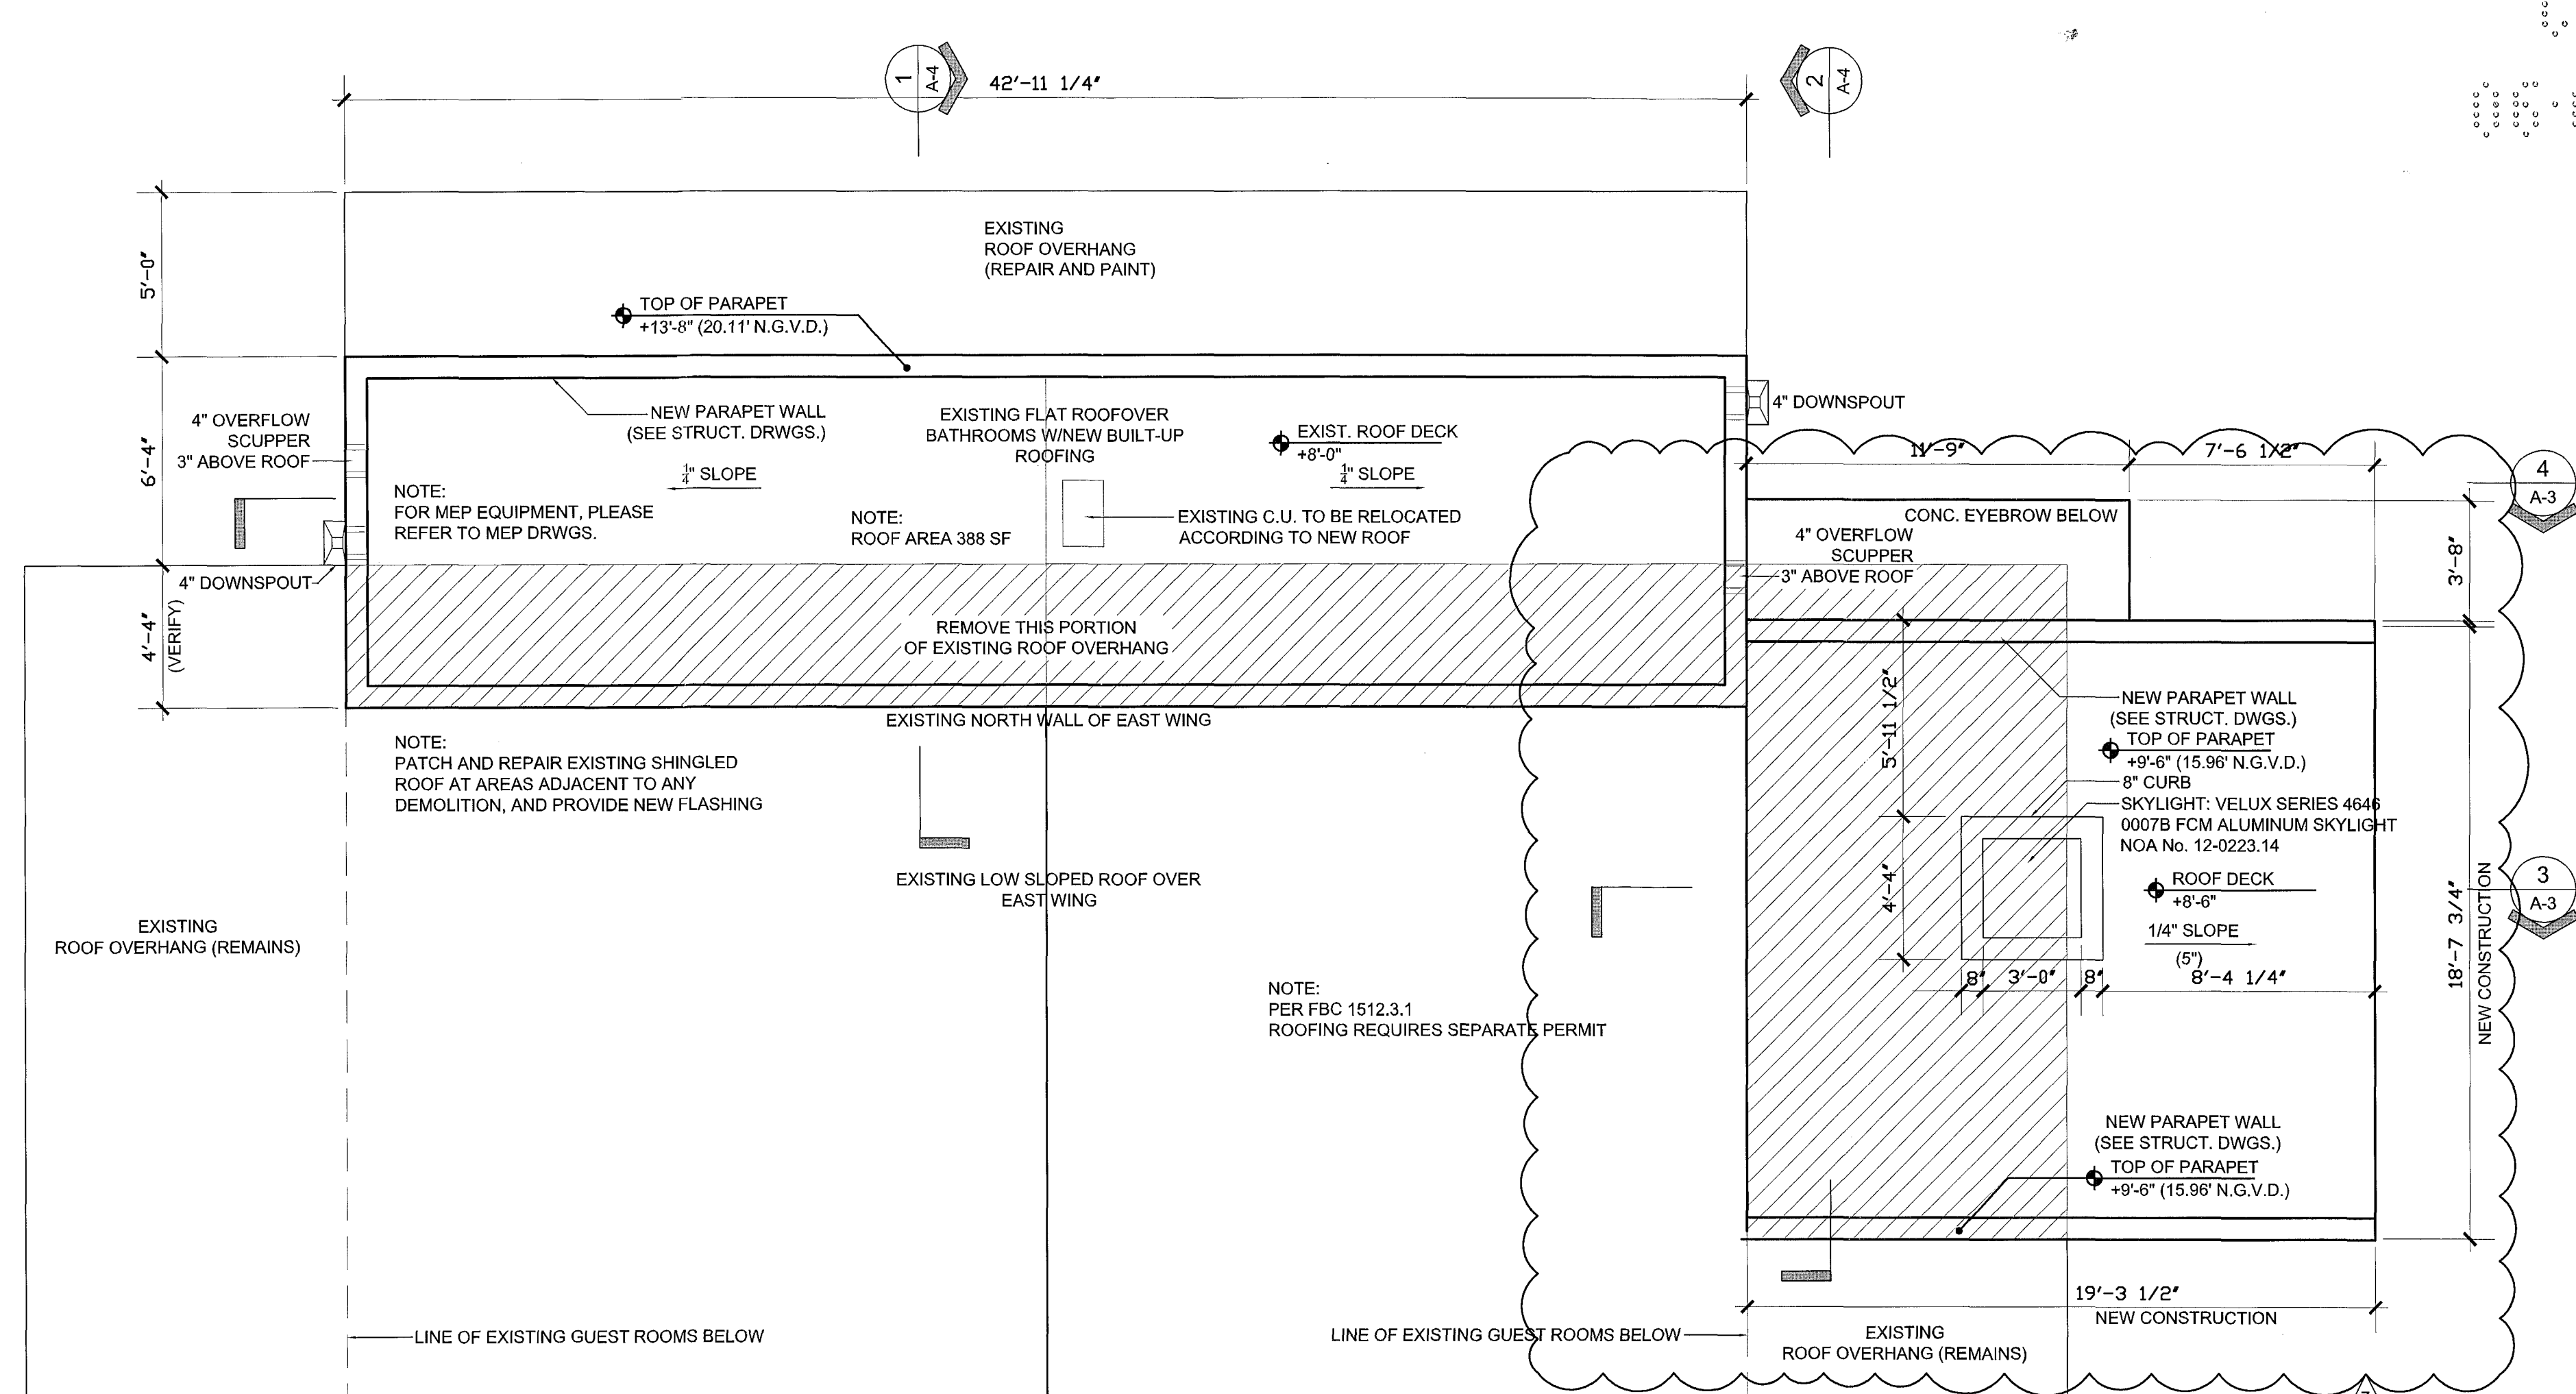 1
A-4
42'-11 1/4"
2
A-4
5'-0"
EXISTING
ROOF OVERHANG
(REPAIR AND PAINT)
TOP OF PARAPET
+13'-8" (20.11' N.G.V.D.)
4" OVERFLOW
SCUPPER
3" ABOVE ROOF
6'-4"
NEW PARAPET WALL
(SEE STRUCT. DRWGS.)
EXISTING FLAT ROOFOVER
BATHROOMS W/NEW BUILT-UP
ROOFING
EXIST. ROOF DECK
+8'-0"
1/4" SLOPE
1/4" SLOPE
4" DOWNSPOUT
11'-9"
7'-6 1/2"
4
A-3
NOTE:
FOR MEP EQUIPMENT, PLEASE
REFER TO MEP DRWGS.
NOTE:
ROOF AREA 388 SF
EXISTING C.U. TO BE RELOCATED
ACCORDING TO NEW ROOF
CONC. EYEBROW BELOW
4" OVERFLOW
SCUPPER
3" ABOVE ROOF
3'-8"
4" DOWNSPOUT
4'-4"
(VERIFY)
REMOVE THIS PORTION
OF EXISTING ROOF OVERHANG
EXISTING NORTH WALL OF EAST WING
NOTE:
PATCH AND REPAIR EXISTING SHINGLED
ROOF AT AREAS ADJACENT TO ANY
DEMOLITION, AND PROVIDE NEW FLASHING
5'-11 1/2"
NEW PARAPET WALL
(SEE STRUCT. DWGS.)
TOP OF PARAPET
+9'-6" (15.96' N.G.V.D.)
8" CURB
SKYLIGHT: VELUX SERIES 4646
0007B FCM ALUMINUM SKYLIGHT
NOA No. 12-0223.14
EXISTING LOW SLOPED ROOF OVER
EAST WING
4'-4"
ROOF DECK
+8'-6"
1/4" SLOPE
(5")
3
A-3
18'-7 3/4"
NEW CONSTRUCTION
EXISTING
ROOF OVERHANG (REMAINS)
8"
3'-0"
8"
8'-4 1/4"
NOTE:
PER FBC 1512.3.1
ROOFING REQUIRES SEPARATE PERMIT
NEW PARAPET WALL
(SEE STRUCT. DWGS.)
TOP OF PARAPET
+9'-6" (15.96' N.G.V.D.)
19'-3 1/2"
NEW CONSTRUCTION
LINE OF EXISTING GUEST ROOMS BELOW
LINE OF EXISTING GUEST ROOMS BELOW
EXISTING
ROOF OVERHANG (REMAINS)